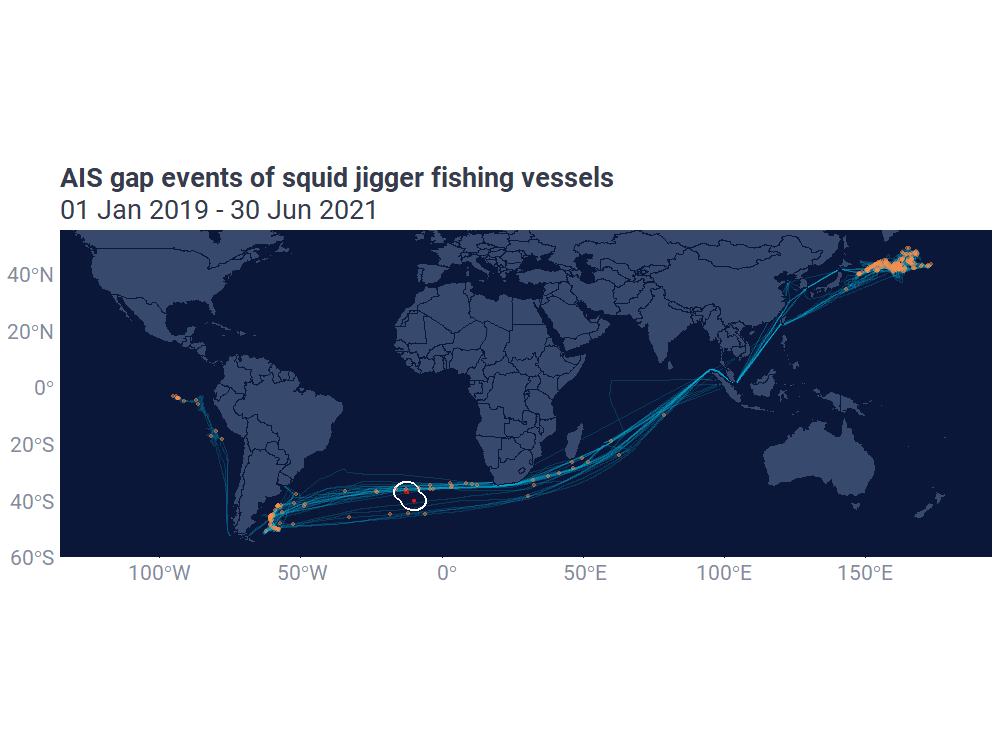 AIS gap events of squid jigger fishing vessels
01 Jan 2019 - 30 Jun 2021
40°N
20°N
0°
20°S
40°S
60°S
100°W
50°W
0°
50°E
100°E
150°E